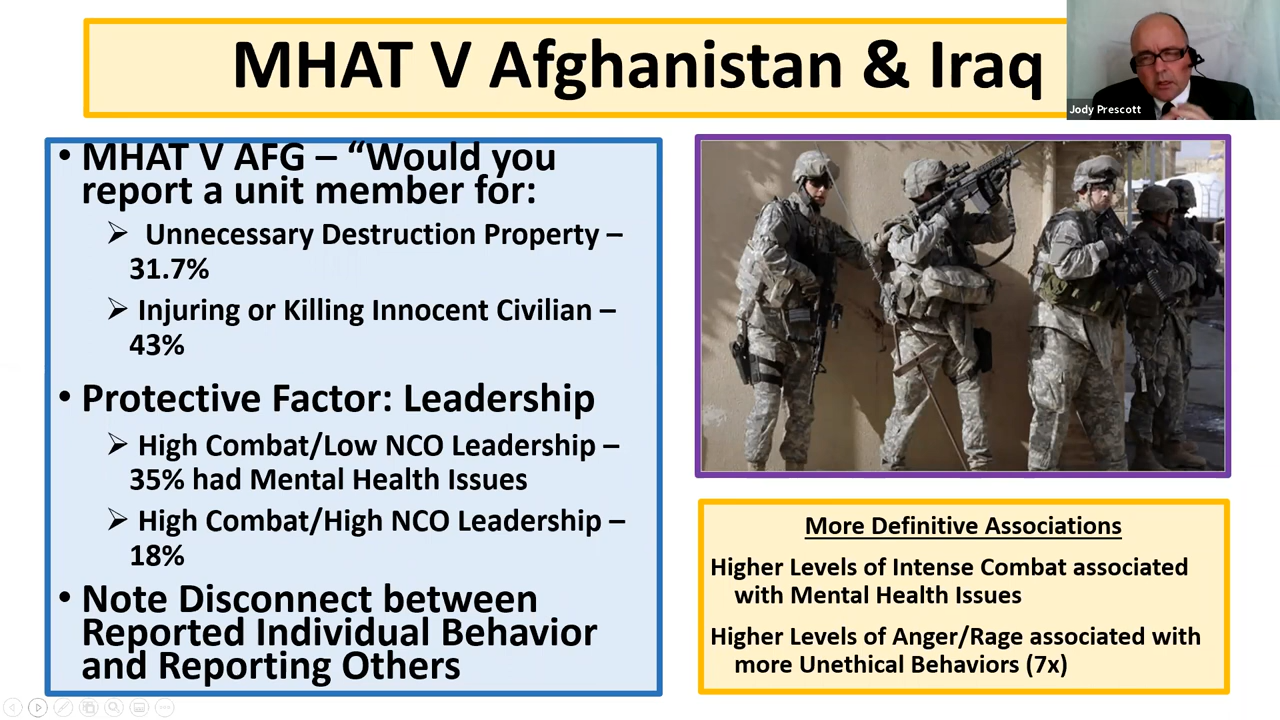 MHAT V Afghanistan & Iraq
Jody Prescott
• MHAT V AFG – “Would you
report a unit member for:
➢ Unnecessary Destruction Property –
31.7%
➢ Injuring or Killing Innocent Civilian –
43%
• Protective Factor: Leadership
➢ High Combat/Low NCO Leadership –
35% had Mental Health Issues
➢ High Combat/High NCO Leadership –
18%
• Note Disconnect between
Reported Individual Behavior
and Reporting Others
More Definitive Associations
Higher Levels of Intense Combat associated
with Mental Health Issues
Higher Levels of Anger/Rage associated with
more Unethical Behaviors (7x)